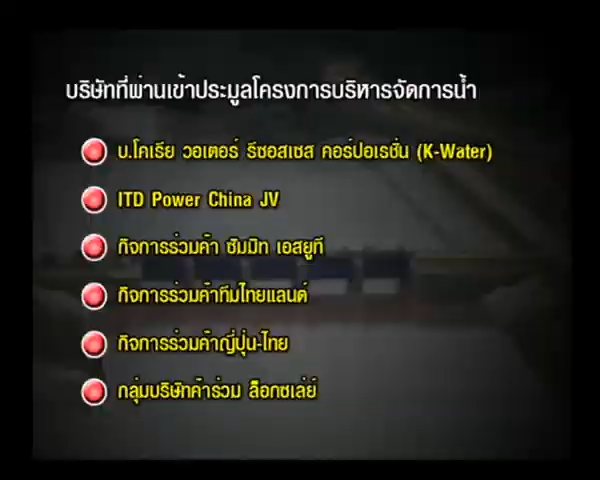 บริษัทที่ผ่านเข้าประมูลโครงการบริหารจัดการน้ำ
บ.โคเรีย วอเตอร์ รีซอสเซส คอร์ปอเรชั่น (K-Water)
ITD Power China JV
กิจการร่วมค้า ซัมมิท เอสยูที
กิจการร่วมค้าทีมไทยแลนด์
กิจการร่วมค้าญี่ปุ่น-ไทย
กลุ่มบริษัทค้าร่วม ล็อกซเล่ย์